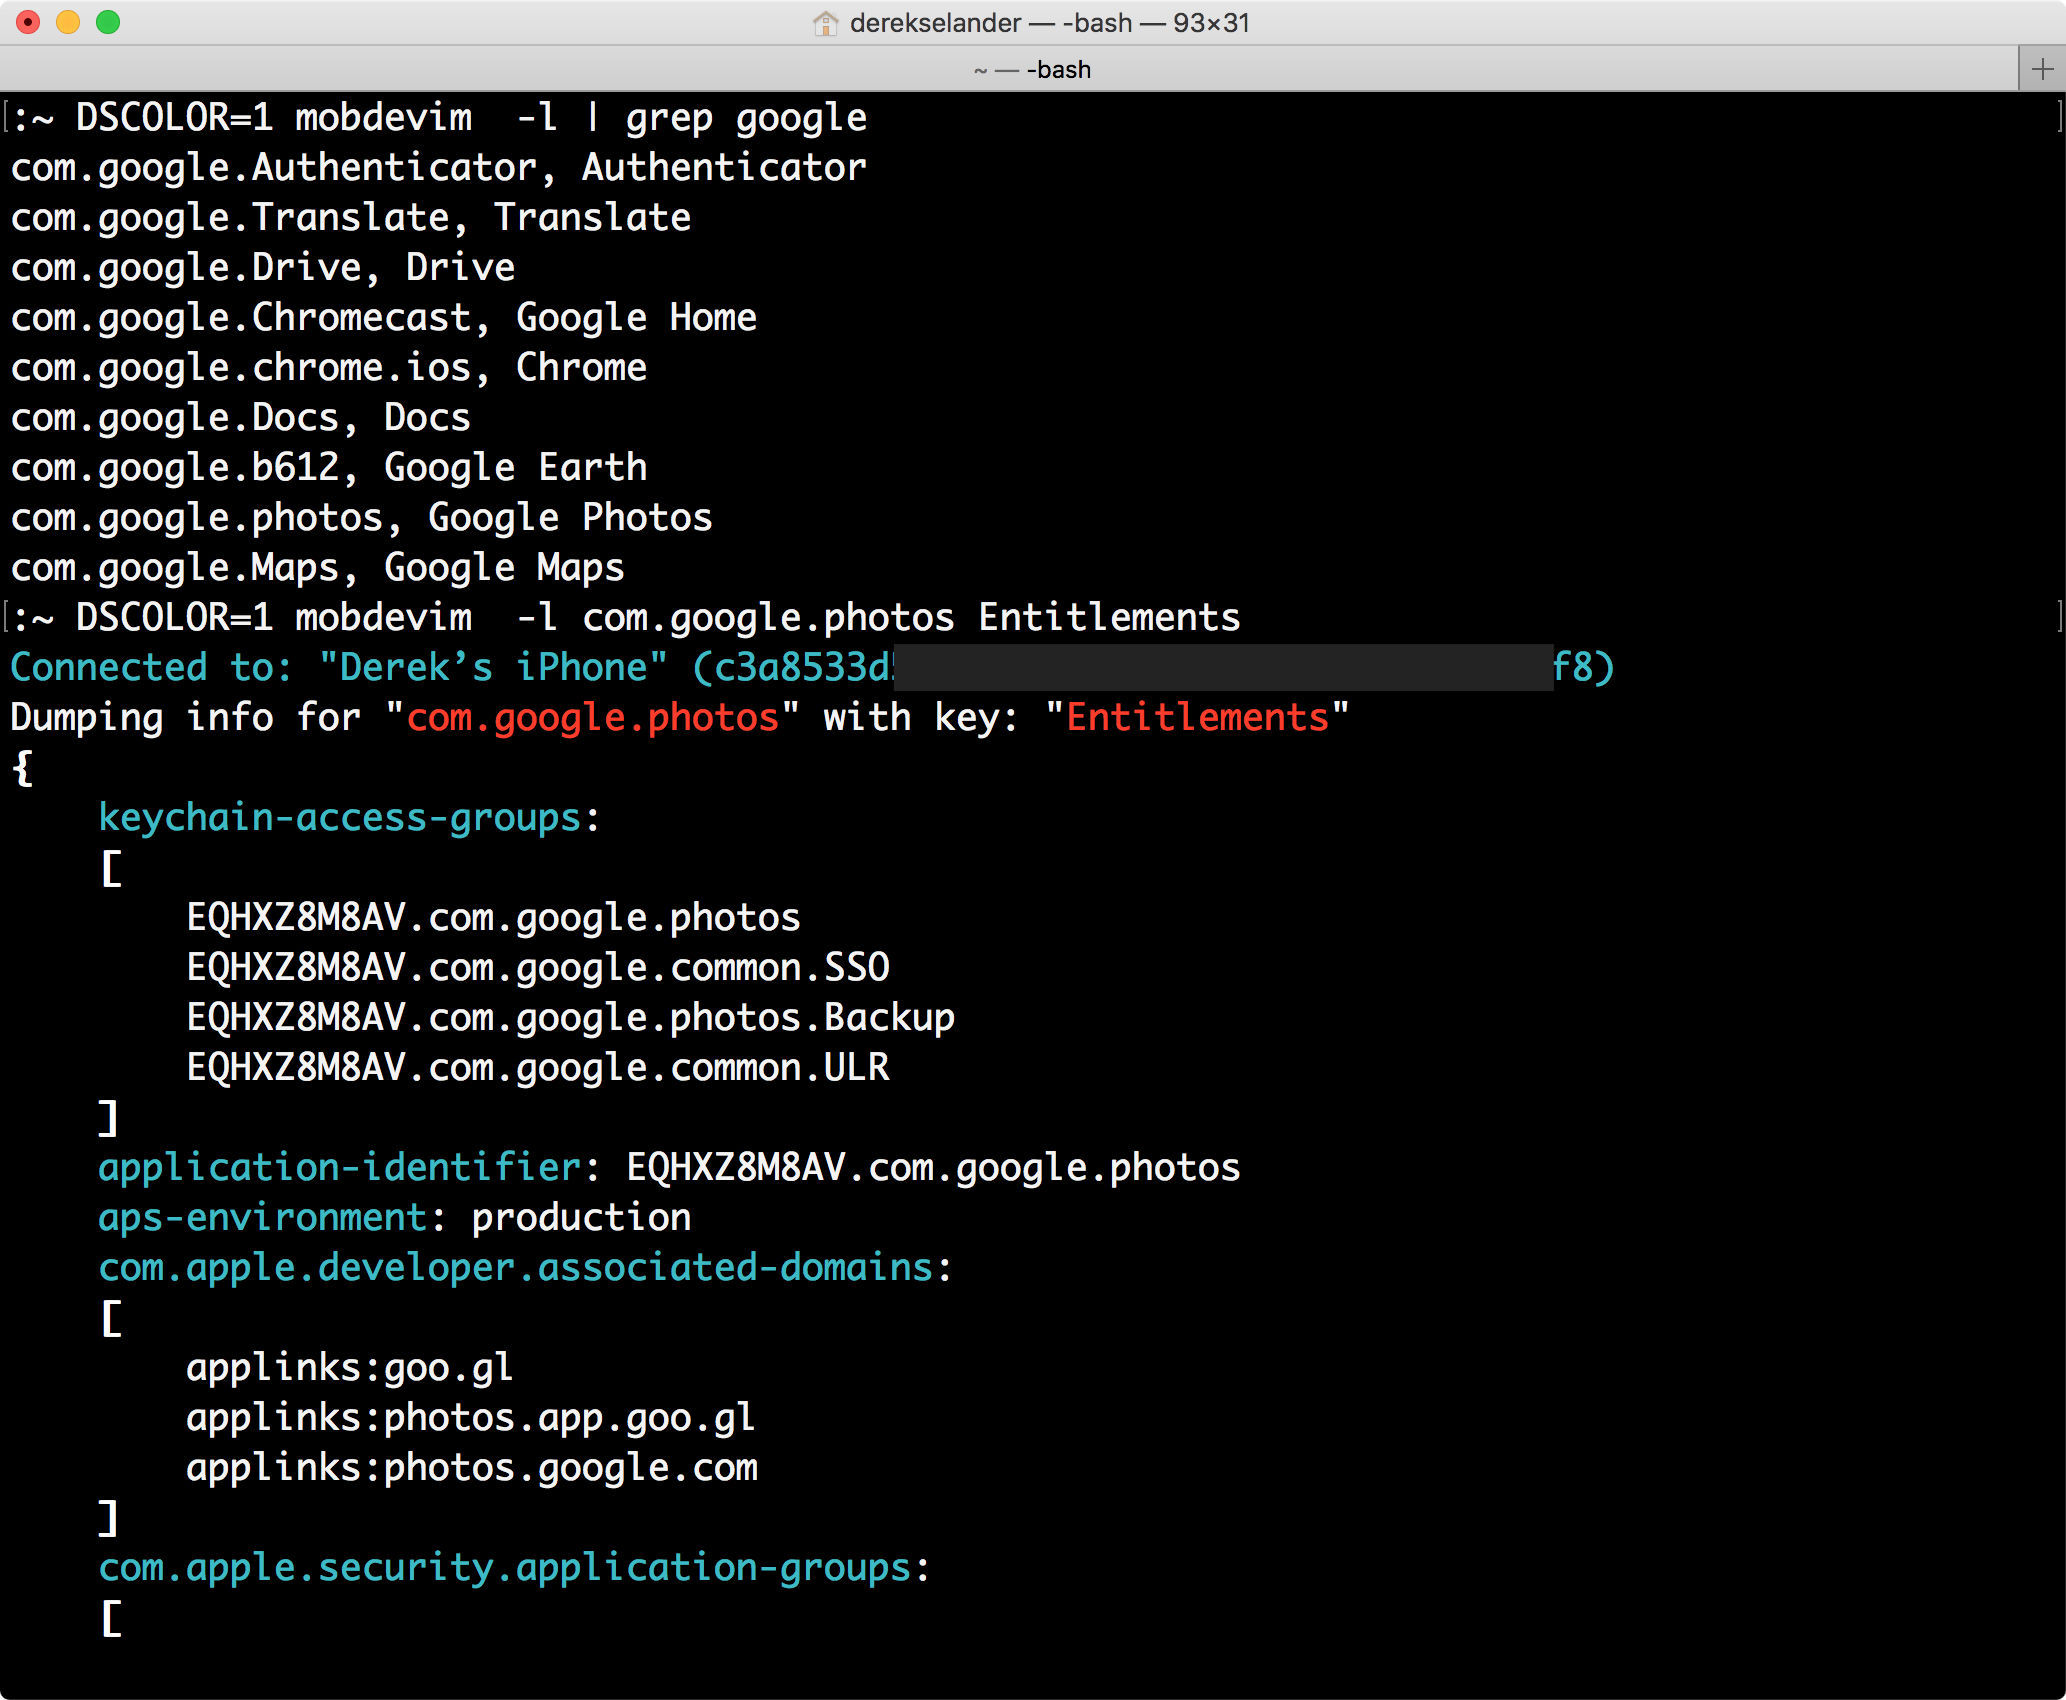 derekselander — -bash — 93×31
~ — -bash
:~ DSCOLOR=1 mobdevim  -l | grep google
com.google.Authenticator, Authenticator
com.google.Translate, Translate
com.google.Drive, Drive
com.google.Chromecast, Google Home
com.google.chrome.ios, Chrome
com.google.Docs, Docs
com.google.b612, Google Earth
com.google.photos, Google Photos
com.google.Maps, Google Maps
:~ DSCOLOR=1 mobdevim  -l com.google.photos Entitlements
Connected to: "Derek’s iPhone" (c3a8533d f8)
Dumping info for "com.google.photos" with key: "Entitlements"
{
    keychain-access-groups:
    [
        EQHXZ8M8AV.com.google.photos
        EQHXZ8M8AV.com.google.common.SSO
        EQHXZ8M8AV.com.google.photos.Backup
        EQHXZ8M8AV.com.google.common.ULR
    ]
    application-identifier: EQHXZ8M8AV.com.google.photos
    aps-environment: production
    com.apple.developer.associated-domains:
    [
        applinks:goo.gl
        applinks:photos.app.goo.gl
        applinks:photos.google.com
    ]
    com.apple.security.application-groups:
    [